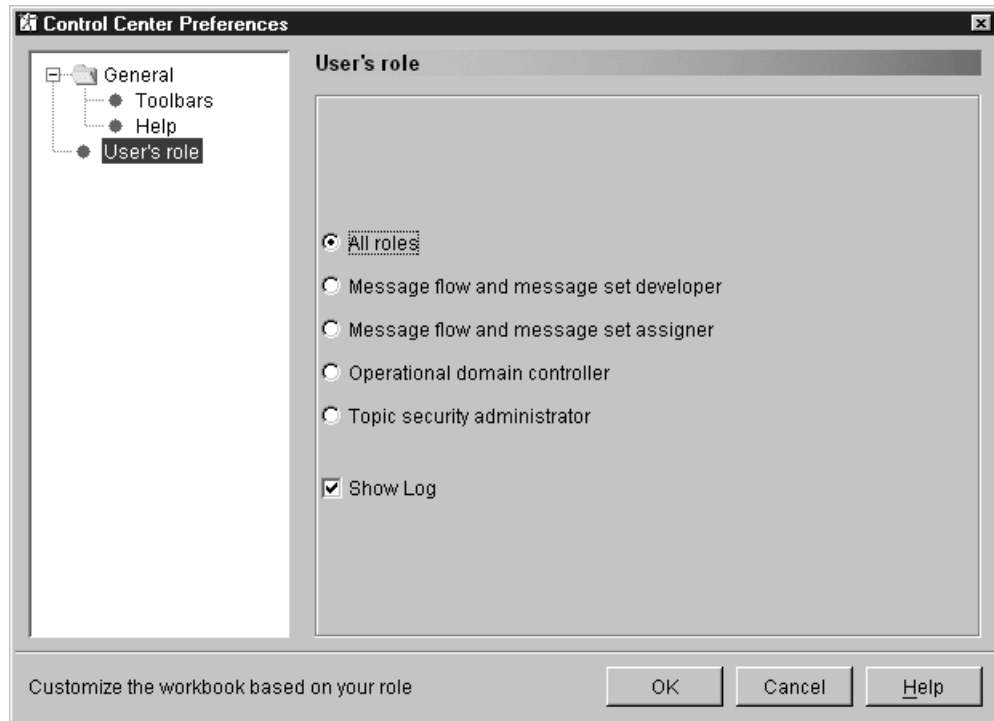 Control Center Preferences
General
Toolbars
Help
User's role
User's role
All roles
Message flow and message set developer
Message flow and message set assigner
Operational domain controller
Topic security administrator
Show Log
Customize the workbook based on your role
OK
Cancel
Help